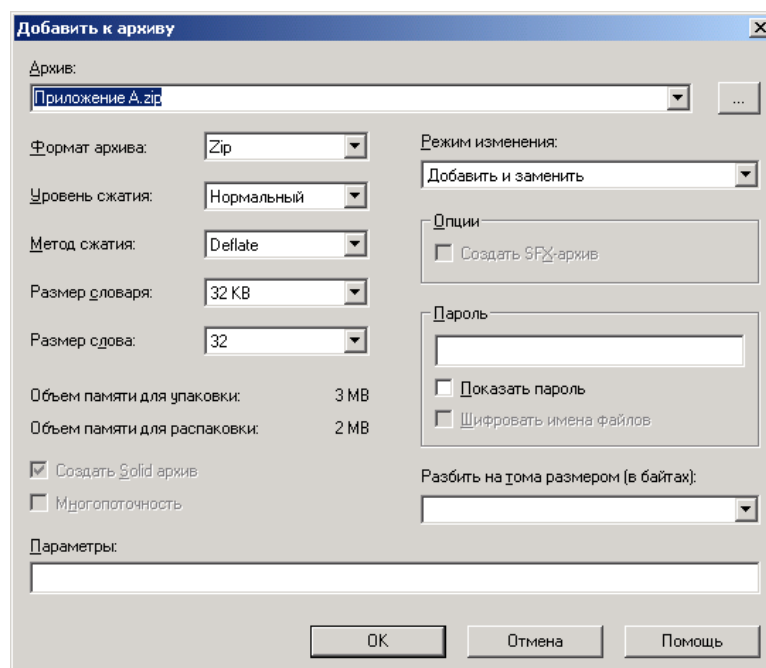 Добавить к архиву
Архив:
Приложение A.zip
...
Формат архива: Zip
Уровень сжатия: Нормальный
Метод сжатия: Deflate
Размер словаря: 32 KB
Размер слова: 32
Объем памяти для упаковки: 3 MB
Объем памяти для распаковки: 2 MB
Создать Solid архив
Многопоточность
Режим изменения:
Добавить и заменить
Опции
Создать SFX-архив
Пароль
Показать пароль
Шифровать имена файлов
Разбить на тома размером (в байтах):
Параметры:
OK Отмена Помощь